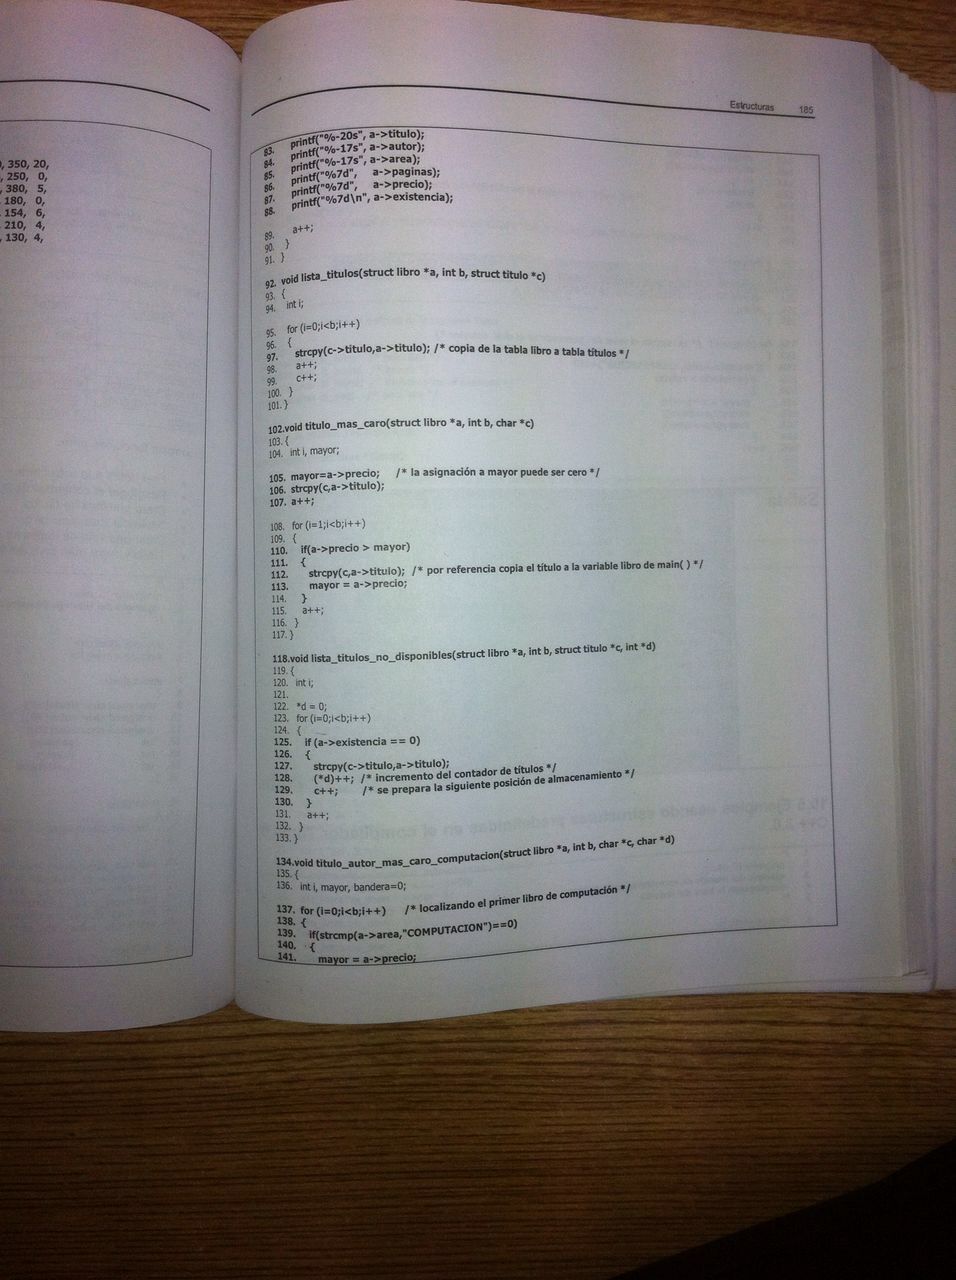 , 350, 20,
, 250, 0,
, 380, 5,
, 180, 0,
, 154, 6,
, 210, 4,
, 130, 4,
Estructuras 185
83. printf("%-20s", a->titulo);
84. printf("%-17s", a->autor);
85. printf("%-17s", a->area);
86. printf("%7d", a->paginas);
87. printf("%7d", a->precio);
88. printf("%7d\n", a->existencia);
89. a++;
90. }
91. }
92. void lista_titulos(struct libro *a, int b, struct titulo *c)
93. {
94. int i;
95. for (i=0;i<b;i++)
96. {
97. strcpy(c->titulo,a->titulo); /* copia de la tabla libro a tabla títulos */
98. a++;
99. c++;
100. }
101. }
102.void titulo_mas_caro(struct libro *a, int b, char *c)
103. {
104. int i, mayor;
105. mayor=a->precio; /* la asignación a mayor puede ser cero */
106. strcpy(c,a->titulo);
107. a++;
108. for (i=1;i<b;i++)
109. {
110. if(a->precio > mayor)
111. {
112. strcpy(c,a->titulo); /* por referencia copia el título a la variable libro de main( ) */
113. mayor = a->precio;
114. }
115. a++;
116. }
117. }
118.void lista_titulos_no_disponibles(struct libro *a, int b, struct titulo *c, int *d)
119. {
120. int i;
121.
122. *d = 0;
123. for (i=0;i<b;i++)
124. {
125. if (a->existencia == 0)
126. {
127. strcpy(c->titulo,a->titulo);
128. (*d)++; /* incremento del contador de títulos */
129. c++; /* se prepara la siguiente posición de almacenamiento */
130. }
131. a++;
132. }
133. }
134.void titulo_autor_mas_caro_computacion(struct libro *a, int b, char *c, char *d)
135. {
136. int i, mayor, bandera=0;
137. for (i=0;i<b;i++) /* localizando el primer libro de computación */
138. {
139. if(strcmp(a->area,"COMPUTACION")==0)
140. {
141. mayor = a->precio;